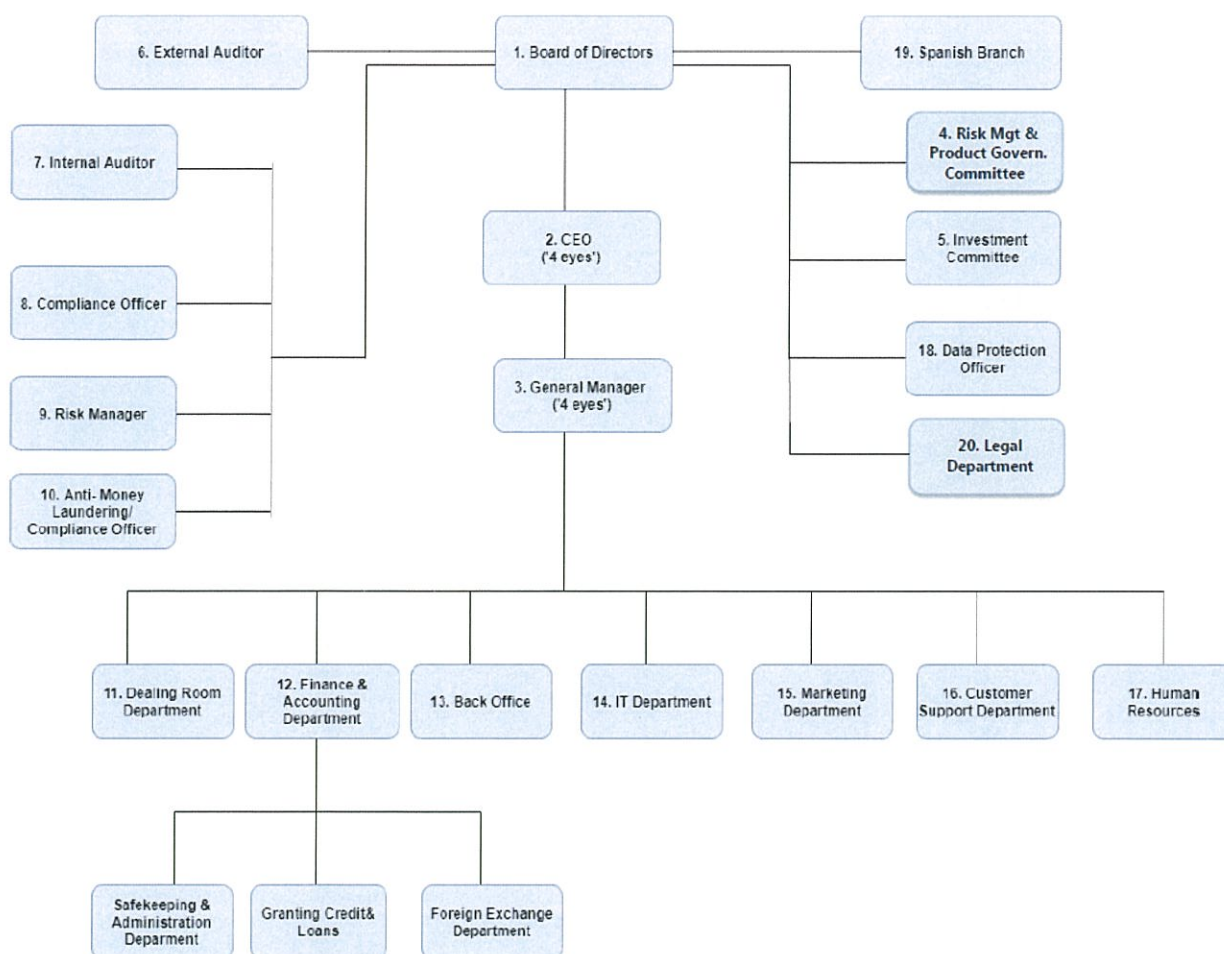 6. External Auditor
1. Board of Directors
19. Spanish Branch
7. Internal Auditor
4. Risk Mgt &
Product Govern.
Committee
2. CEO
('4 eyes')
5. Investment
Committee
8. Compliance Officer
18. Data Protection
Officer
3. General Manager
('4 eyes')
9. Risk Manager
20. Legal
Department
10. Anti- Money
Laundering/
Compliance Officer
11. Dealing Room
Department
12. Finance &
Accounting
Department
13. Back Office
14. IT Department
15. Marketing
Department
16. Customer
Support Department
17. Human
Resources
Safekeeping &
Administration
Deparment
Granting Credit&
Loans
Foreign Exchange
Department